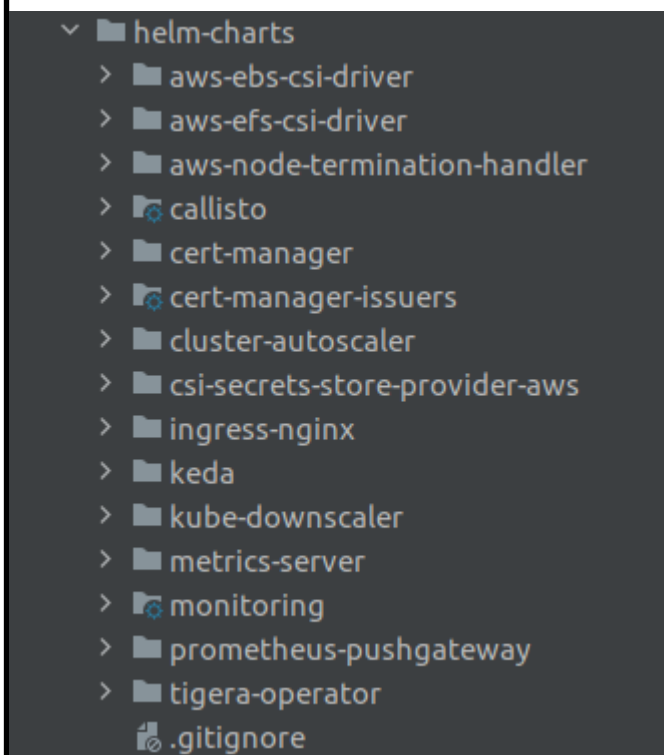 helm-charts
aws-ebs-csi-driver
aws-efs-csi-driver
aws-node-termination-handler
callisto
cert-manager
cert-manager-issuers
cluster-autoscaler
csi-secrets-store-provider-aws
ingress-nginx
keda
kube-downscaler
metrics-server
monitoring
prometheus-pushgateway
tigera-operator
.gitignore